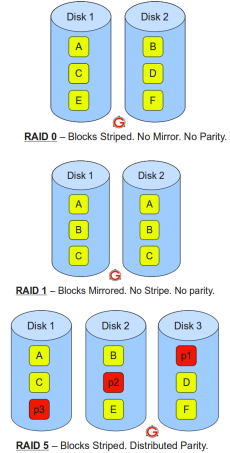 Disk 1 Disk 2
A B
C D
E F
G
RAID 0 – Blocks Striped. No Mirror. No Parity.
Disk 1 Disk 2
A A
B B
C C
G
RAID 1 – Blocks Mirrored. No Stripe. No parity.
Disk 1 Disk 2 Disk 3
A B p1
C p2 D
p3 E F
G
RAID 5 – Blocks Striped. Distributed Parity.